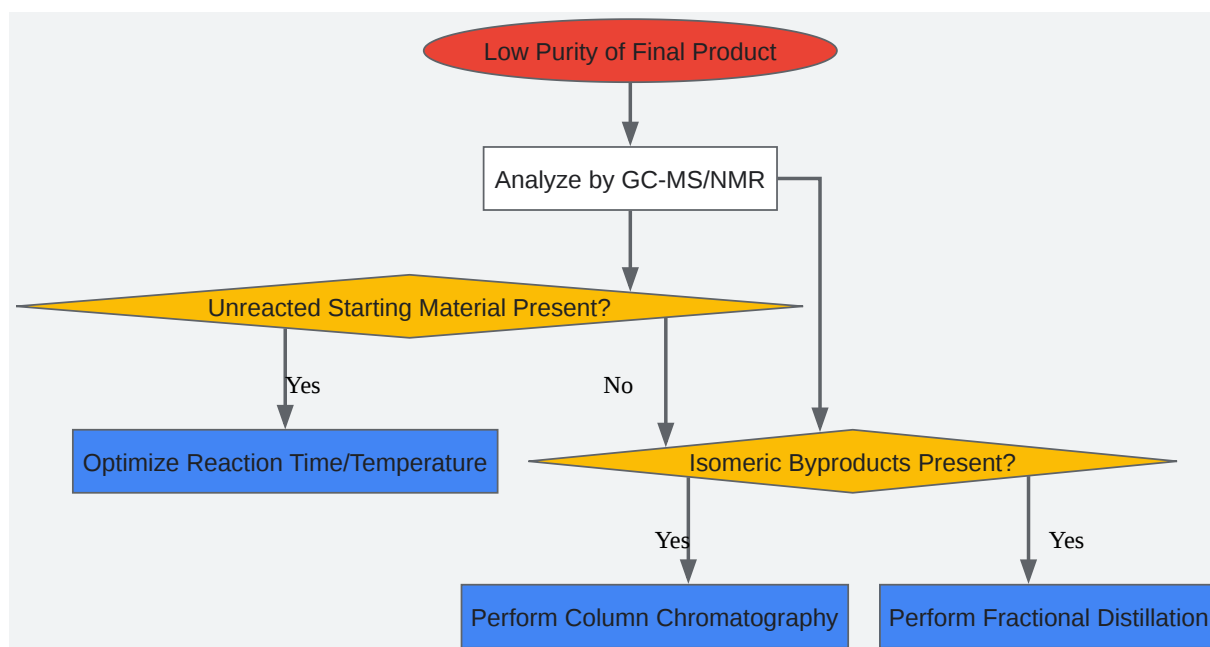 Low Purity of Final Product
Analyze by GC-MS/NMR
Unreacted Starting Material Present?
Yes
No
Optimize Reaction Time/Temperature
Isomeric Byproducts Present?
Yes
Yes
Perform Column Chromatography
Perform Fractional Distillation